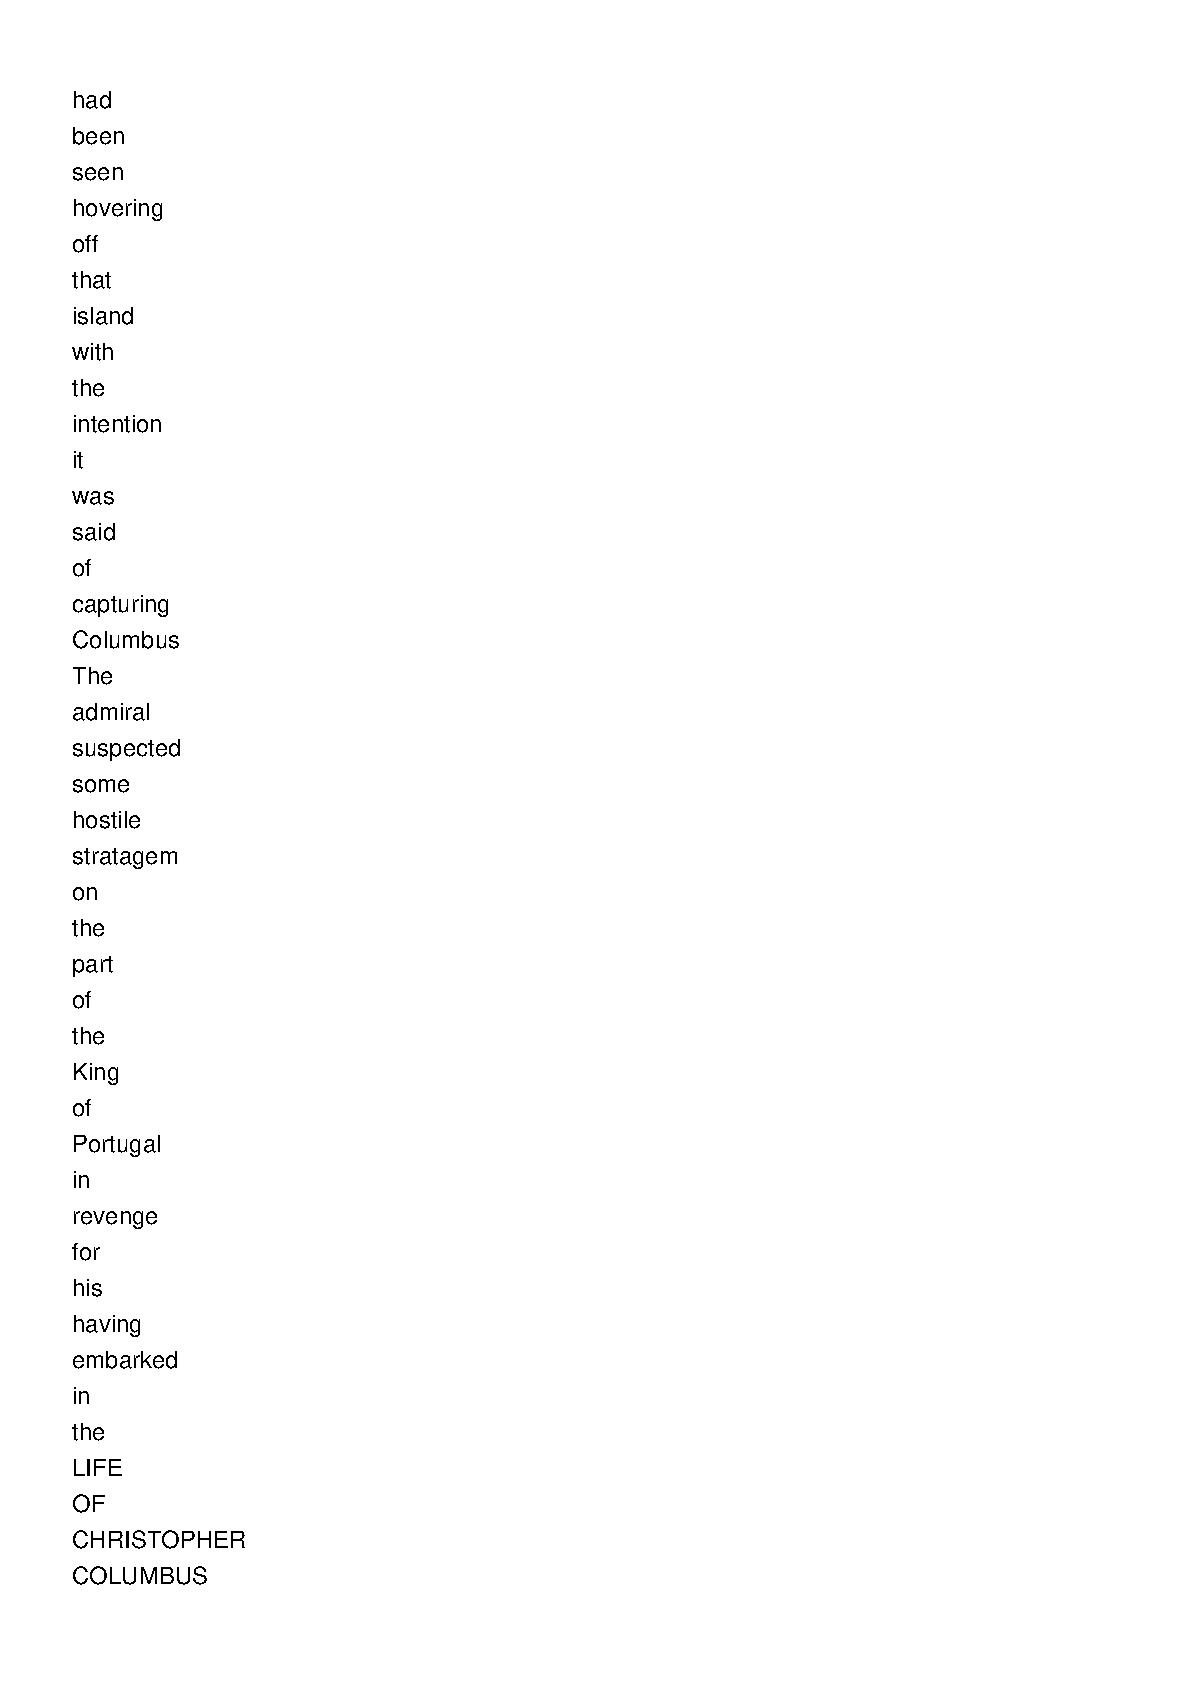 had
been
seen
hovering
off
that
island
with
the
intention
it
was
said
of
capturing
Columbus
The
admiral
suspected
some
hostile
stratagem
on
the
part
of
the
King
of
Portugal
in
revenge
for
his
having
embarked
in
the
LIFE
OF
CHRISTOPHER
COLUMBUS